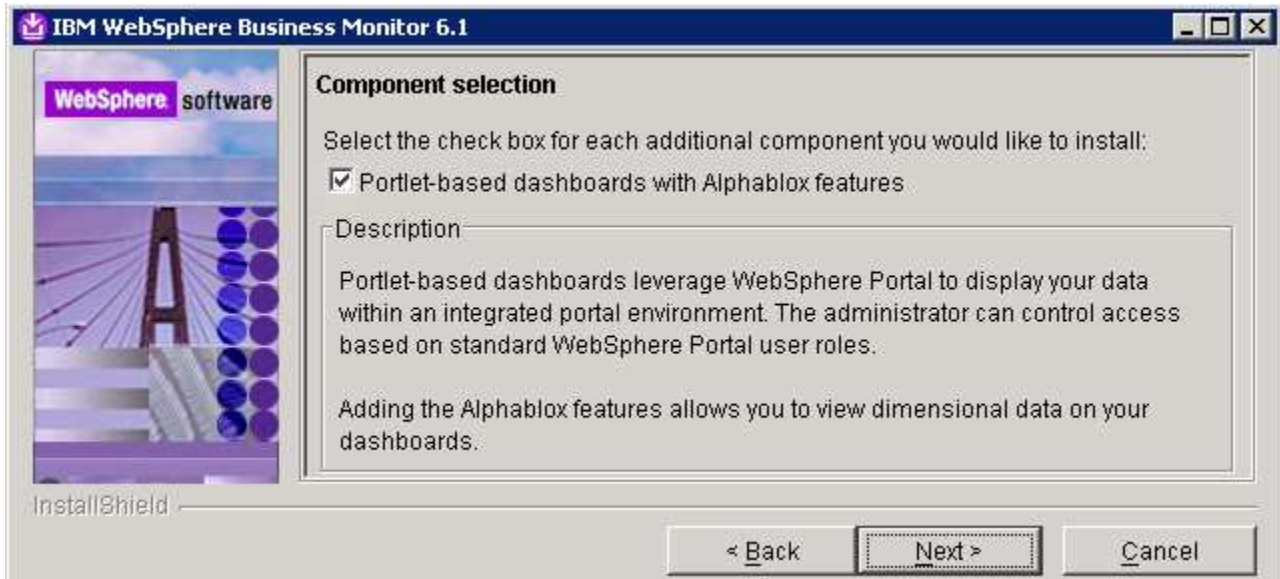 IBM WebSphere Business Monitor 6.1
WebSphere software
Component selection
Select the check box for each additional component you would like to install:
Portlet-based dashboards with Alphablox features
Description
Portlet-based dashboards leverage WebSphere Portal to display your data
within an integrated portal environment. The administrator can control access
based on standard WebSphere Portal user roles.
Adding the Alphablox features allows you to view dimensional data on your
dashboards.
InstallShield
< Back Next > Cancel